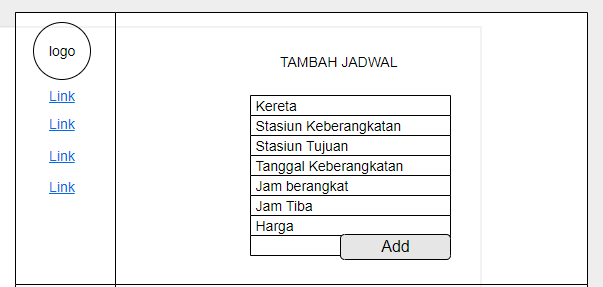 logo
Link
Link
Link
Link
TAMBAH JADWAL
Kereta
Stasiun Keberangkatan
Stasiun Tujuan
Tanggal Keberangkatan
Jam berangkat
Jam Tiba
Harga
Add